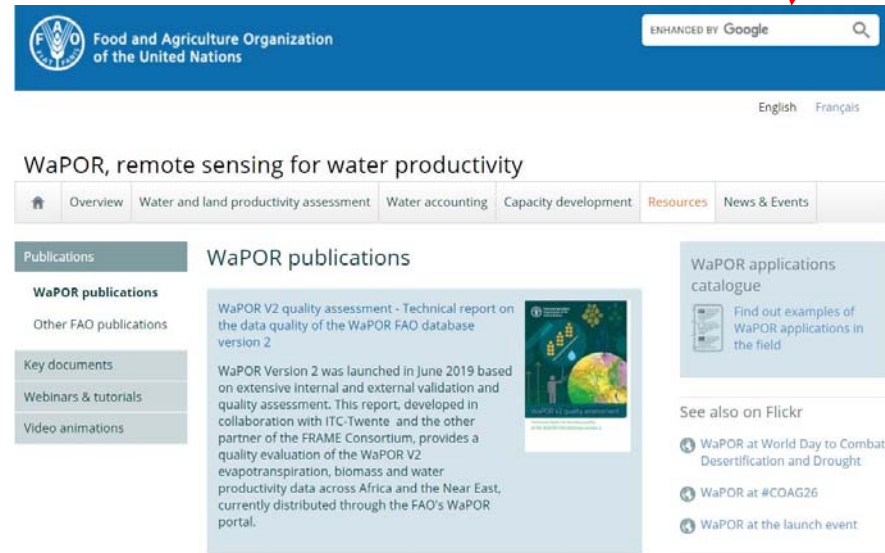 Food and Agriculture Organization
of the United Nations
ENHANCED BY Google
English Français
WaPOR, remote sensing for water productivity
Overview Water and land productivity assessment Water accounting Capacity development Resources News & Events
Publications
WaPOR publications
Other FAO publications
Key documents
Webinars & tutorials
Video animations
WaPOR publications
WaPOR V2 quality assessment - Technical report on
the data quality of the WaPOR FAO database
version 2
WaPOR Version 2 was launched in June 2019 based
on extensive internal and external validation and
quality assessment. This report, developed in
collaboration with ITC-Twente and the other
partner of the FRAME Consortium, provides a
quality evaluation of the WaPOR V2
evapotranspiration, biomass and water
productivity data across Africa and the Near East,
currently distributed through the FAO's WaPOR
portal.
WaPOR V2 quality assessment
WaPOR applications
catalogue
Find out examples of
WaPOR applications in
the field
See also on Flickr
WaPOR at World Day to Combat
Desertification and Drought
WaPOR at #COAG26
WaPOR at the launch event